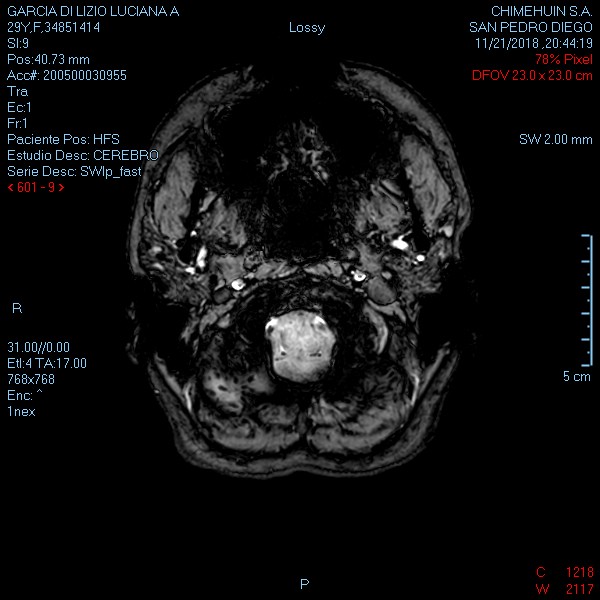 GARCIA DI LIZIO LUCIANA A
29Y,F,34851414
Sl:9
Pos:40.73 mm
Acc#: 200500030955
Tra
Ec:1
Fr:1
Paciente Pos: HFS
Estudio Desc: CEREBRO
Serie Desc: SWIp_fast
< 601 - 9 >
Lossy
CHIMEHUIN S.A.
SAN PEDRO DIEGO
11/21/2018 ,20:44:19
78% Pixel
DFOV 23.0 x 23.0 cm
SW 2.00 mm
R
31.00//0.00
Etl:4 TA:17.00
768x768
Enc: ^
1nex
5 cm
P
C 1218
W 2117